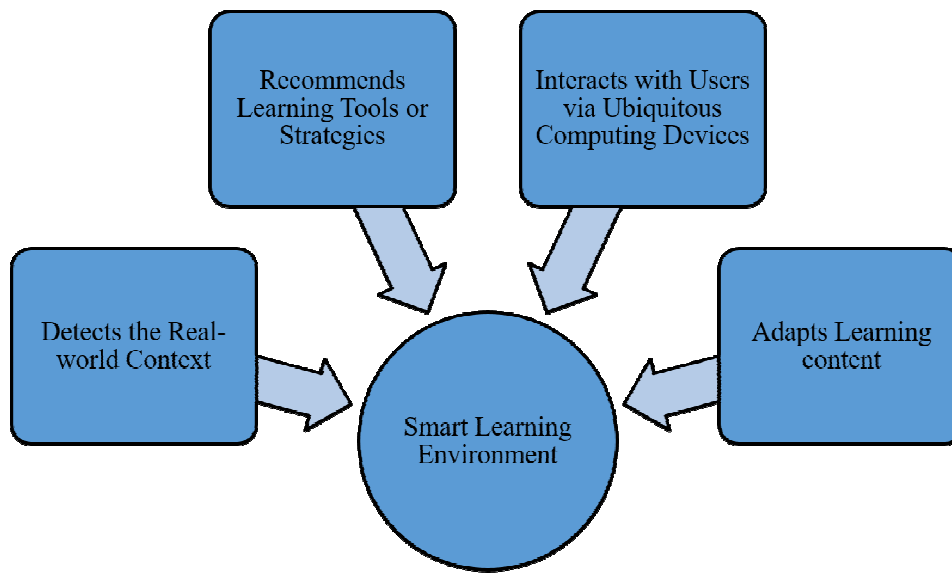 Recommends
Learning Tools or
Strategies
Interacts with Users
via Ubiquitous
Computing Devices
Detects the Real-
world Context
Adapts Learning
content
Smart Learning
Environment